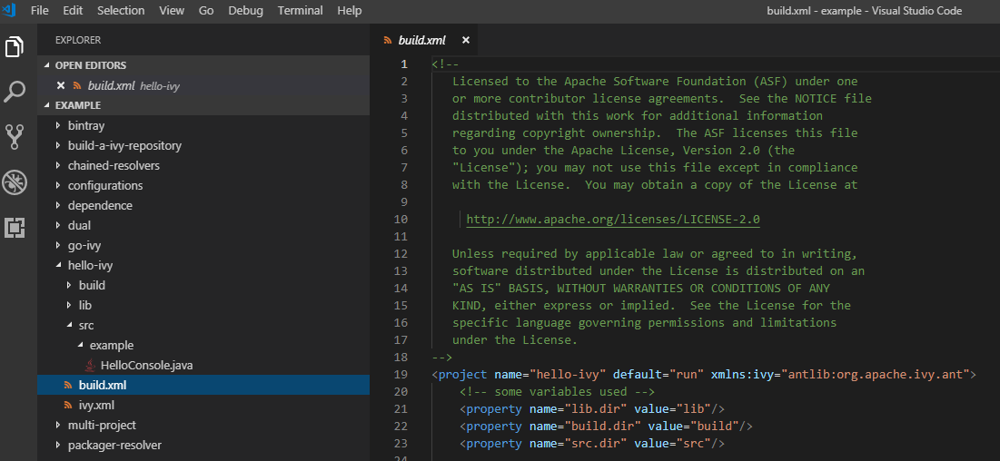 File Edit Selection View Go Debug Terminal Help build.xml - example - Visual Studio Code
EXPLORER
OPEN EDITORS
build.xml hello-ivy
EXAMPLE
bintray
build-a-ivy-repository
chained-resolvers
configurations
dependence
dual
go-ivy
hello-ivy
build
lib
src
example
HelloConsole.java
build.xml
ivy.xml
multi-project
packager-resolver
build.xml
1 <!--
2 Licensed to the Apache Software Foundation (ASF) under one
3 or more contributor license agreements.  See the NOTICE file
4 distributed with this work for additional information
5 regarding copyright ownership.  The ASF licenses this file
6 to you under the Apache License, Version 2.0 (the
7 "License"); you may not use this file except in compliance
8 with the License.  You may obtain a copy of the License at
9
10 http://www.apache.org/licenses/LICENSE-2.0
11
12 Unless required by applicable law or agreed to in writing,
13 software distributed under the License is distributed on an
14 "AS IS" BASIS, WITHOUT WARRANTIES OR CONDITIONS OF ANY
15 KIND, either express or implied.  See the License for the
16 specific language governing permissions and limitations
17 under the License.
18 -->
19 <project name="hello-ivy" default="run" xmlns:ivy="antlib:org.apache.ivy.ant">
20 <!-- some variables used -->
21 <property name="lib.dir" value="lib"/>
22 <property name="build.dir" value="build"/>
23 <property name="src.dir" value="src"/>
24